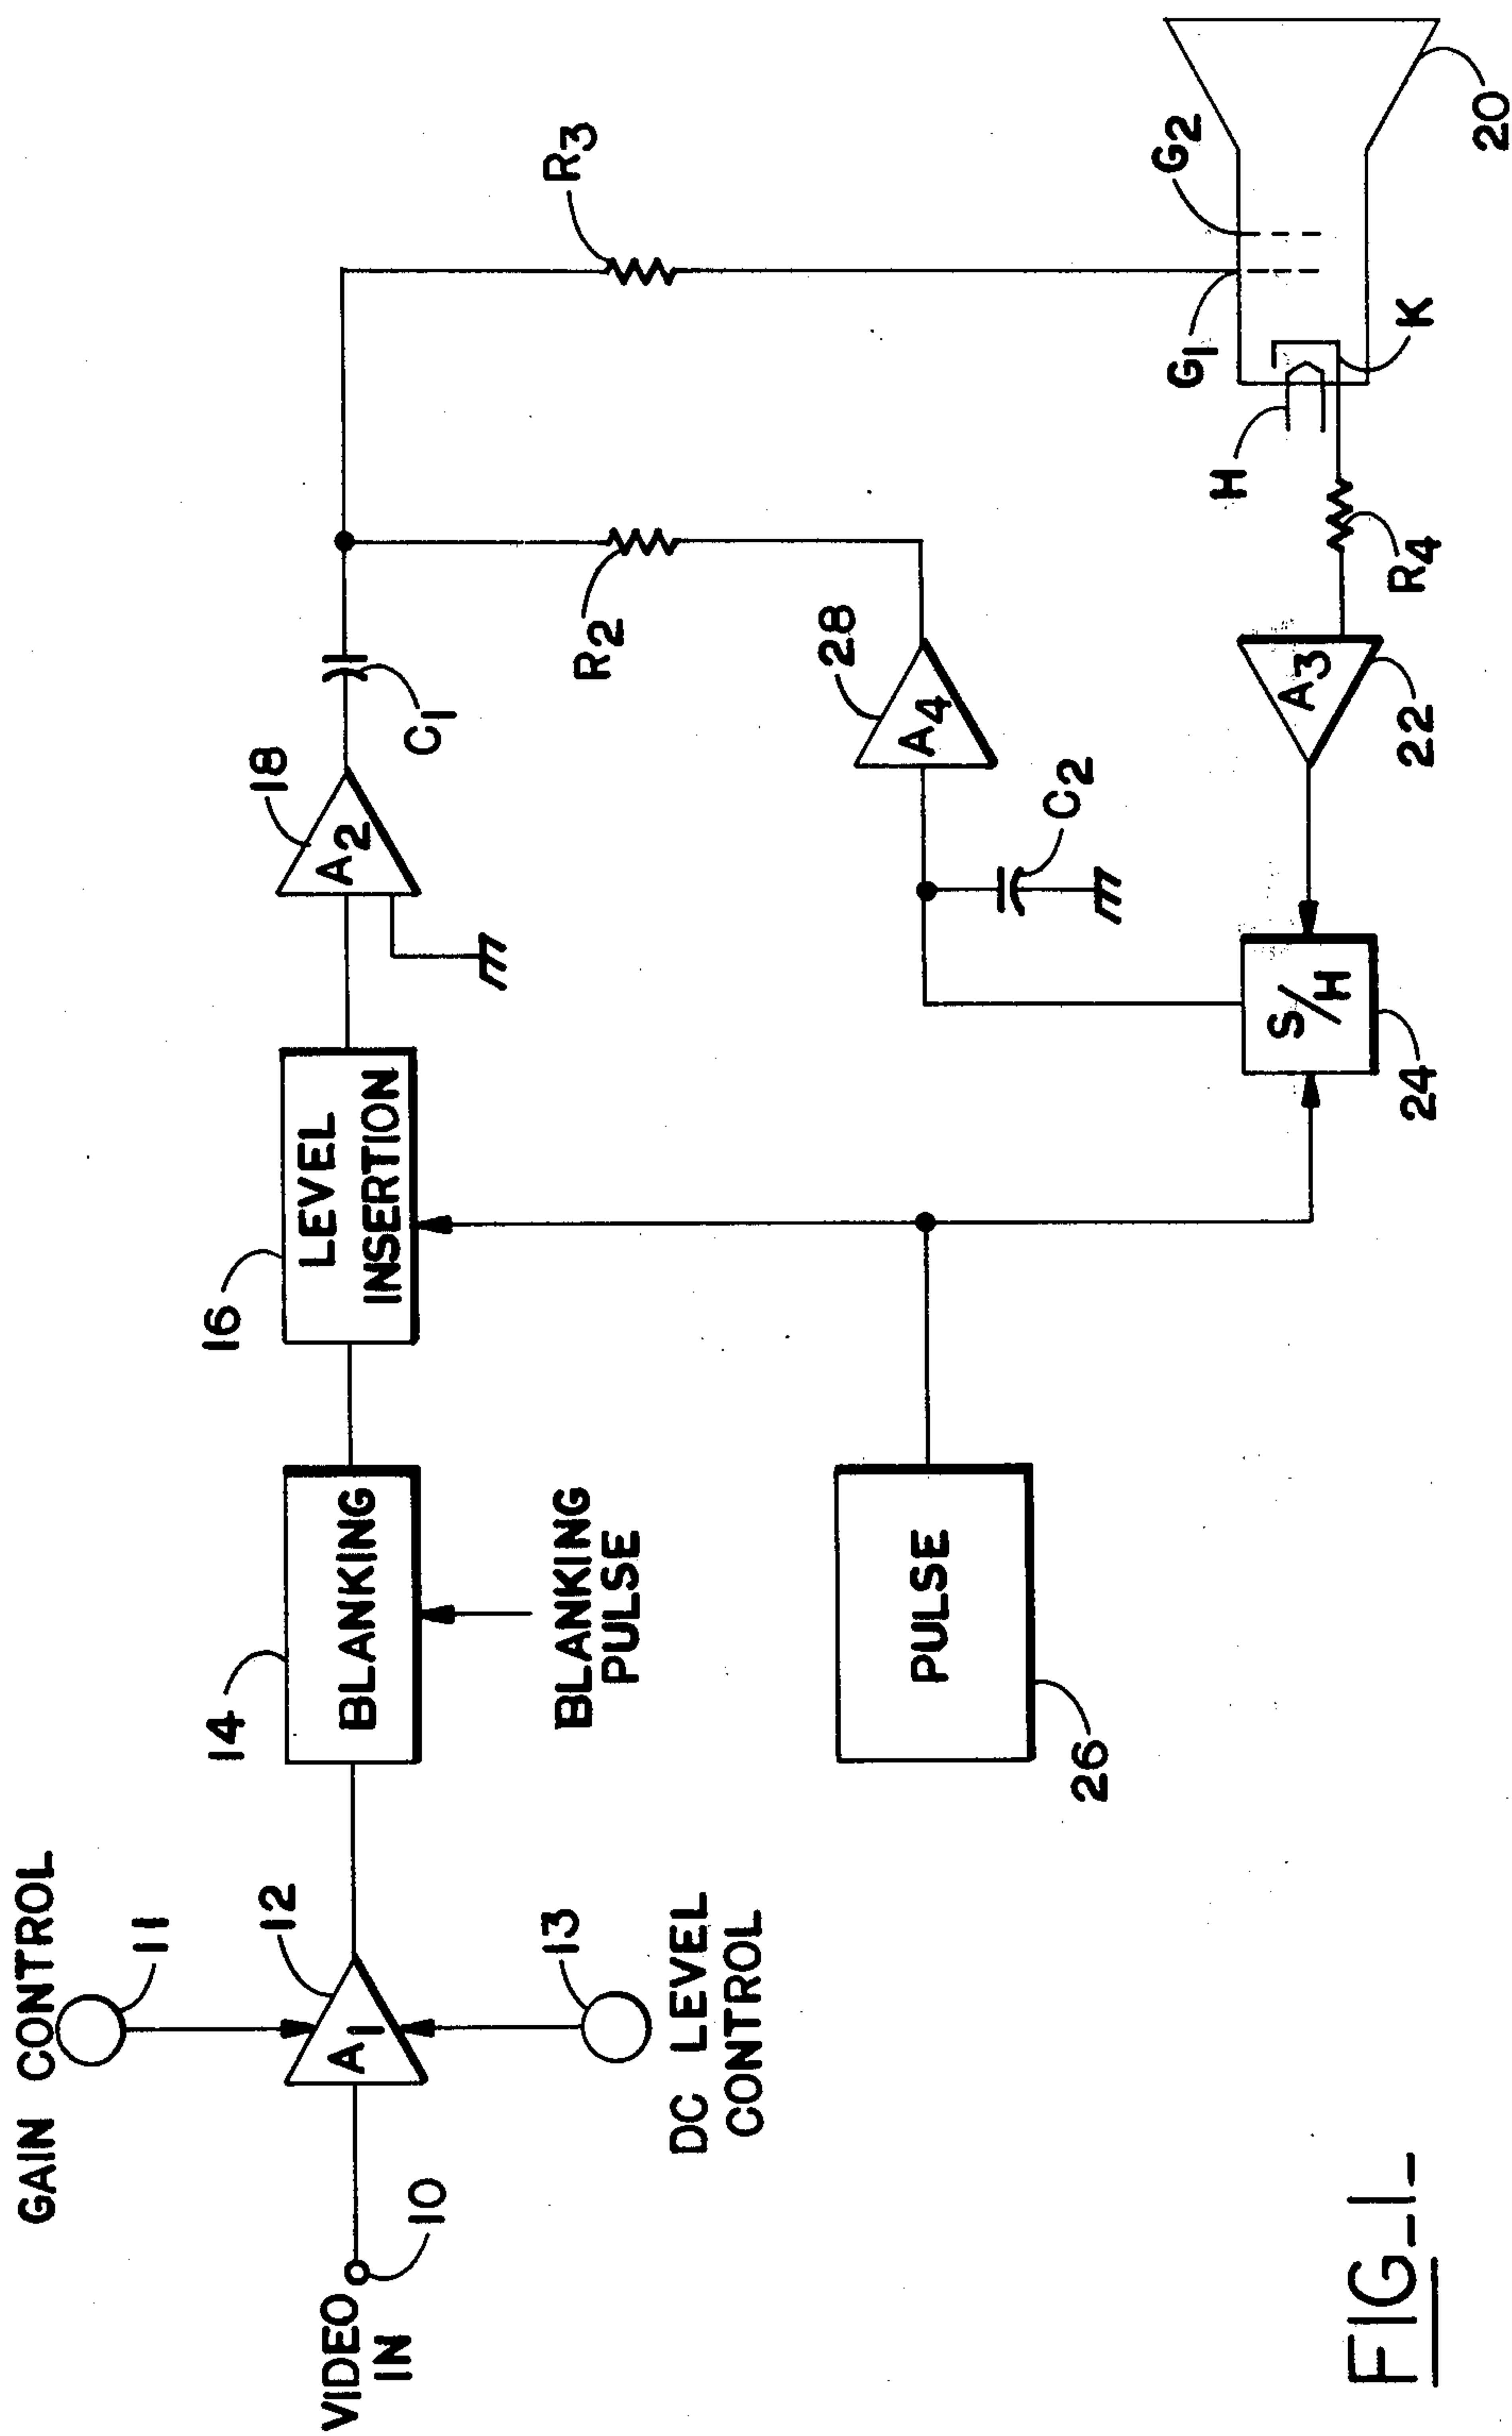 GAIN CONTROL
11
12
A1
VIDEO
IN
10
13
DC LEVEL
CONTROL
14
BLANKING
BLANKING
PULSE
16
LEVEL
INSERTION
18
A2
C1
R2
R3
PULSE
26
28
A4
C2
S/H
24
A3
22
R4
H
K
G1
G2
20
FIG_1_